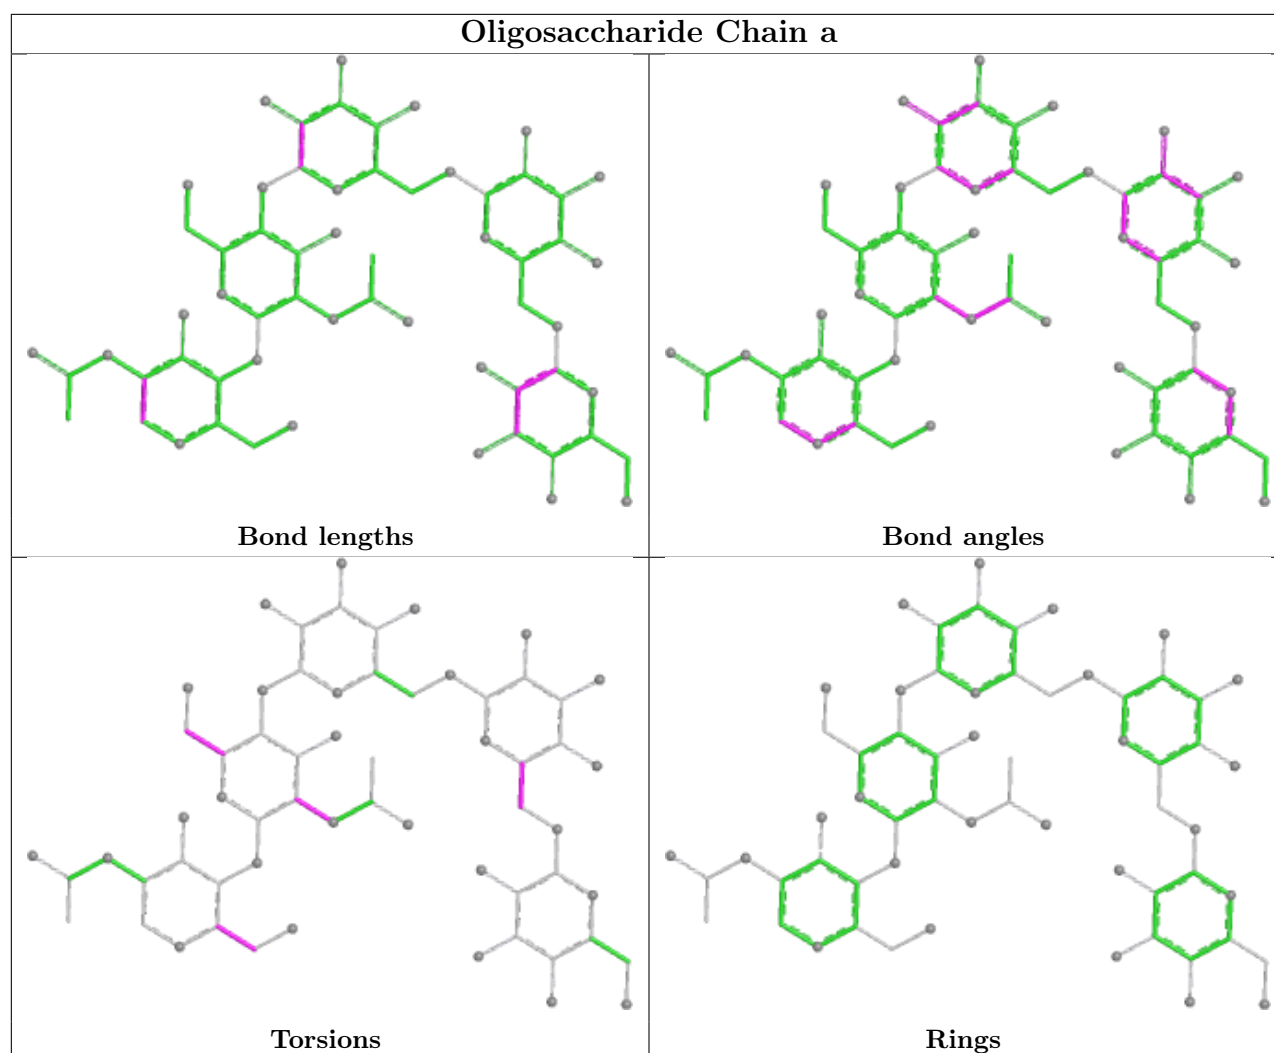 Oligosaccharide Chain a
Bond lengths
Bond angles
Torsions
Rings